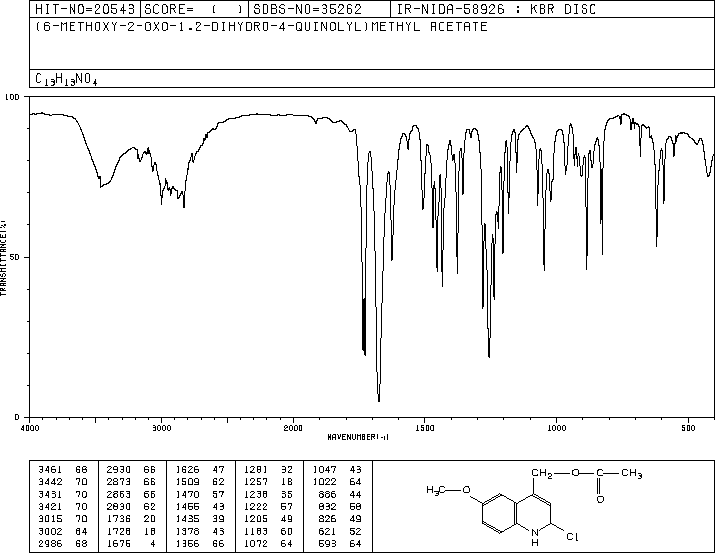 HIT-NO=20543 SCORE= ( ) SDBS-NO=35262 IR-NIDA-58926 : KBR DISC
(6-METHOXY-2-OXO-1,2-DIHYDRO-4-QUINOLYL)METHYL ACETATE
C13H13NO4
100
50
0
TRANSMITTANCE(%)
4000 3000 2000 1500 1000 500
WAVENUMBER(-1)
3461 68 2930 66 1626 47 1281 32 1047 43
3442 70 2873 66 1509 62 1257 18 1022 64
3431 70 2863 66 1470 57 1238 35 886 44
3421 70 2830 62 1455 43 1222 57 832 58
3015 70 1736 20 1435 39 1205 49 826 49
3002 64 1728 18 1378 43 1183 60 621 52
2986 68 1675 4 1356 66 1072 64 593 64
CH2 O C CH3
O
H3C O
N
H
Cl